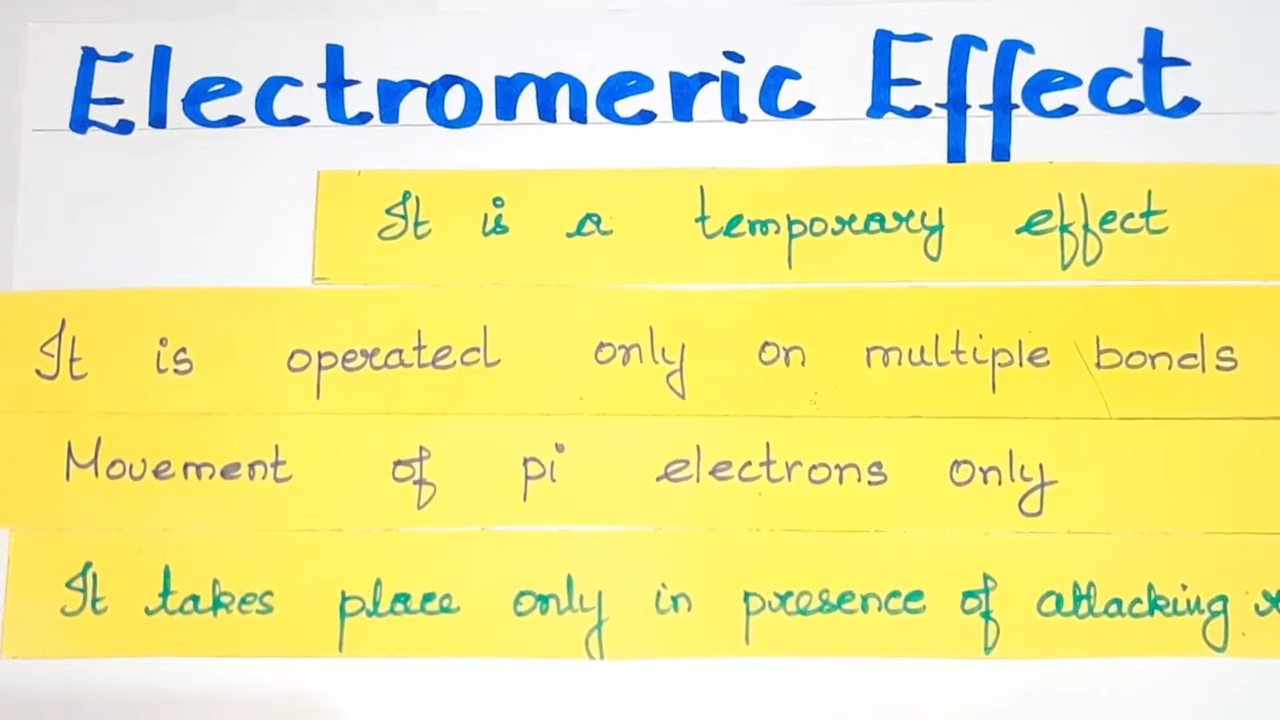 Electromeric Effect
It is a temporary effect
It is operated only on multiple bonds
Movement of pi electrons only
It takes place only in presence of attacking